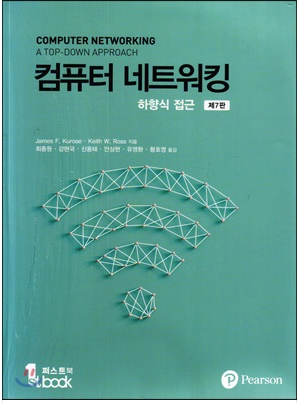 COMPUTER NETWORKING
A TOP-DOWN APPROACH
컴퓨터 네트워킹
하향식 접근 제7판
James F. Kurose · Keith W. Ross 지음
최종원 · 강현국 · 신용태 · 안상현 · 유영환 · 황호영 옮김
퍼스트북
1st book
Pearson